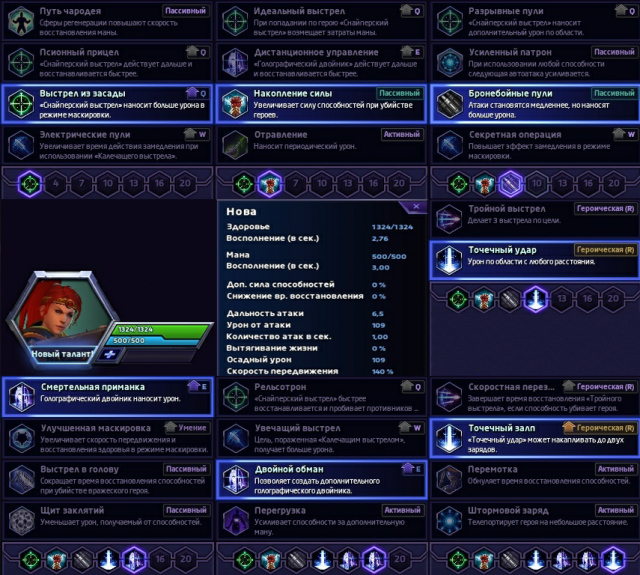 Путь чародея Пассивный
Сферы регенерации повышают скорость
восстановления маны.
Псионный прицел Q
«Снайперский выстрел» действует дальше и
восстанавливается быстрее.
Выстрел из засады Q
«Снайперский выстрел» наносит больше урона в
режиме маскировки.
Электрические пули W
Увеличивает время действия замедления при
использовании «Калечащего выстрела».
4 7 10 13 16 20
Идеальный выстрел Q
При попадании по герою «Снайперский
выстрел» возмещает затраты маны.
Дистанционное управление E
«Голографический двойник» действует дальше
и восстанавливается быстрее.
Накопление силы Пассивный
Увеличивает силу способностей при убийстве
героев.
Отравление Активный
Наносит периодический урон.
7 10 13 16 20
Разрывные пули Q
«Снайперский выстрел» наносит
дополнительный урон по области.
Усиленный патрон Пассивный
При использовании любой способности
следующая автоатака усиливается.
Бронебойные пули Пассивный
Атаки становятся медленнее, но наносят
больше урона.
Секретная операция W
Повышает эффект замедления в режиме
маскировки.
10 13 16 20
Новый талант!
1324/1324
500/500
Нова
Здоровье 1324/1324
Восполнение (в сек.) 2,76
Мана 500/500
Восполнение (в сек.) 3,00
Доп. сила способностей 0 %
Снижение вр. восстановления 0 %
Дальность атаки 6,5
Урон от атаки 109
Количество атак в сек. 1,00
Вытягивание жизни 0 %
Осадный урон 109
Скорость передвижения 140 %
Тройной выстрел Героическая (R)
Делает 3 выстрела по цели.
Точечный удар Героическая (R)
Урон по области с любого расстояния.
13 16 20
Смертельная приманка E
Голографический двойник наносит урон.
Улучшенная маскировка Умение
Увеличивает скорость передвижения и
восстановления здоровья в режиме маскировки.
Выстрел в голову Пассивный
Сокращает время восстановления способностей
при убийстве вражеского героя.
Щит заклятий Пассивный
Уменьшает урон, получаемый от способностей.
16 20
Рельсотрон Q
«Снайперский выстрел» быстрее
восстанавливается и пробивает противников ...
Увечащий выстрел W
Цель, пораженная «Калечащим выстрелом»,
получает больше урона.
Двойной обман E
Позволяет создать дополнительного
голографического двойника.
Перегрузка Активный
Усиливает способности за дополнительную
ману.
20
Скоростная пере... Героическая (R)
Завершает время восстановления «Тройного
выстрела», если способность убивает героя.
Точечный залп Героическая (R)
«Точечный удар» может накапливать до двух
зарядов.
Перемотка Активный
Обнуляет время восстановления способностей.
Штормовой заряд Активный
Телепортирует героя на небольшое расстояние.